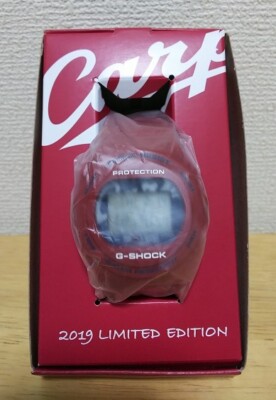 Carp
PROTECTION
G-SHOCK
2019 LIMITED EDITION